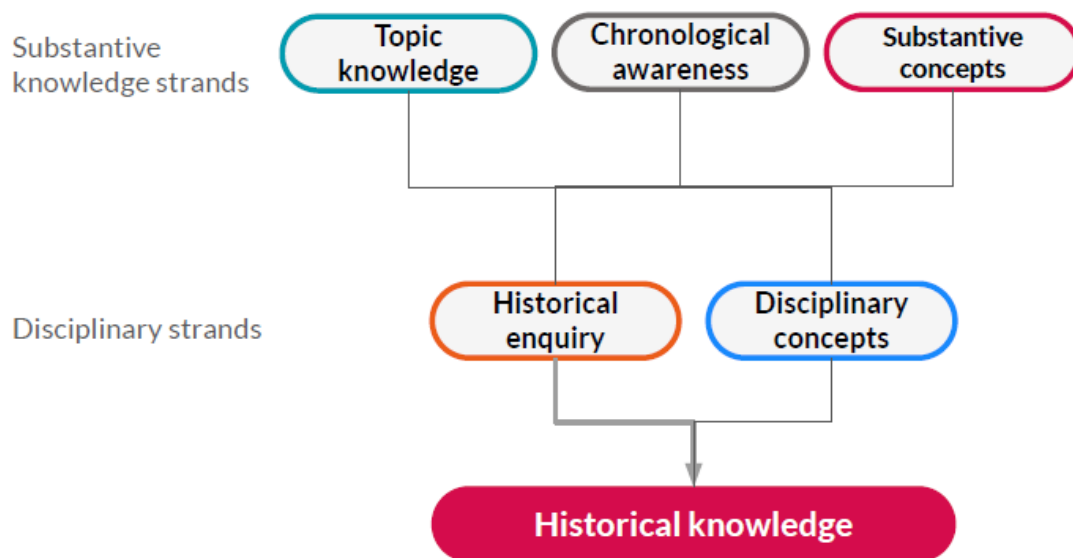 Substantive
knowledge strands
Topic
knowledge
Chronological
awareness
Substantive
concepts
Disciplinary strands
Historical
enquiry
Disciplinary
concepts
Historical knowledge